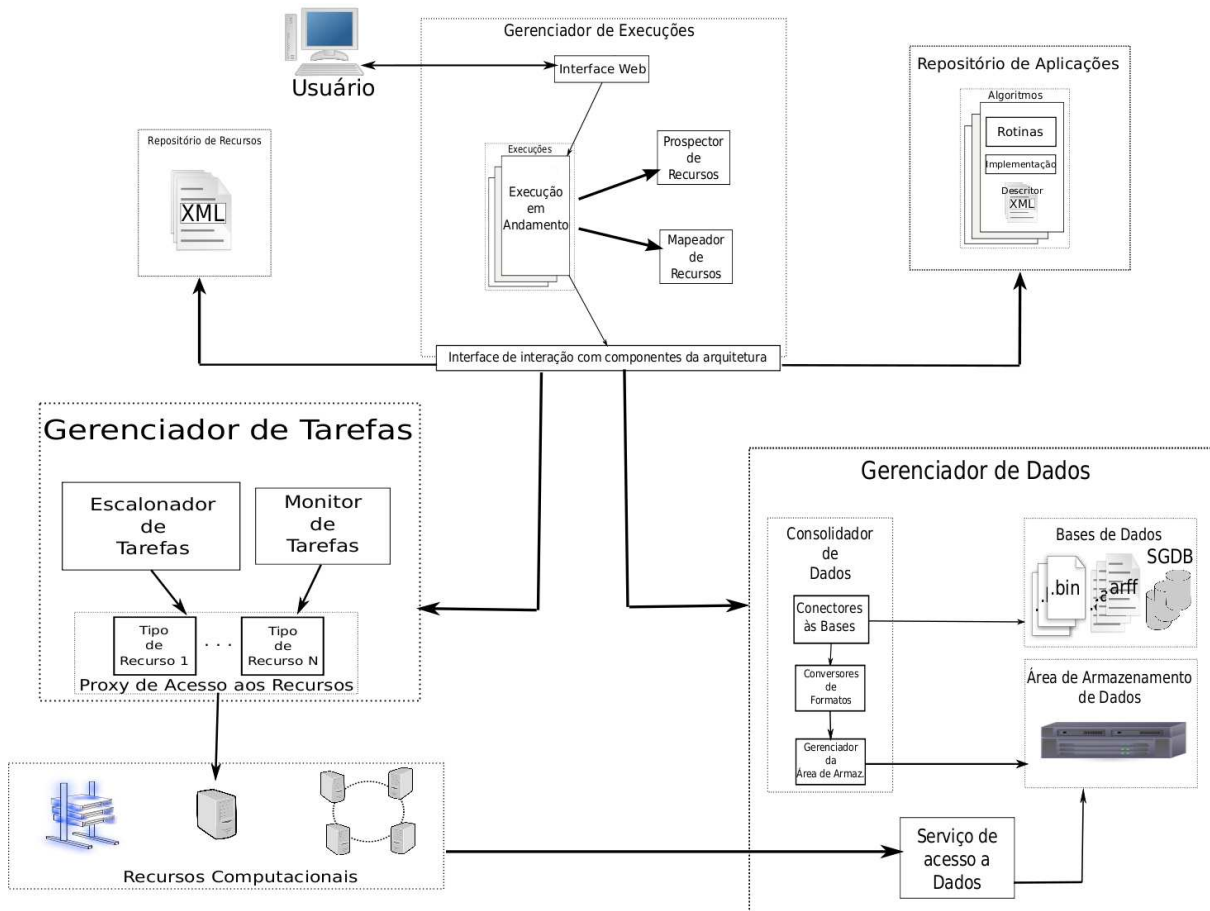 Gerenciador de Execuções
Usuário
Interface Web
Repositório de Recursos
XML
Execuções
Execução
em
Andamento
Prospector
de
Recursos
Mapeador
de
Recursos
Repositório de Aplicações
Algoritmos
Rotinas
Implementação
Descritor
XML
Interface de interação com componentes da arquitetura
Gerenciador de Tarefas
Escalonador
de
Tarefas
Monitor
de
Tarefas
Tipo
de
Recurso 1
. . .
Tipo
de
Recurso N
Proxy de Acesso aos Recursos
Recursos Computacionais
Gerenciador de Dados
Consolidador
de
Dados
Conectores
às Bases
Conversores
de
Formatos
Gerenciador
da
Área de Armaz.
Bases de Dados
SGDB
.bin
.a
arff
Área de Armazenamento
de Dados
Serviço de
acesso a
Dados